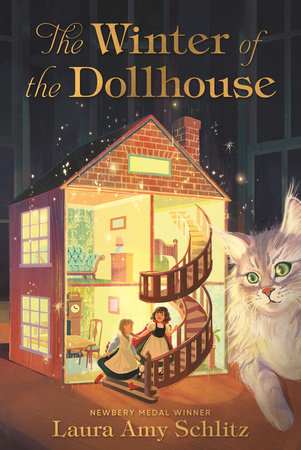 The Winter of
the Dollhouse
NEWBERY MEDAL WINNER
Laura Amy Schlitz